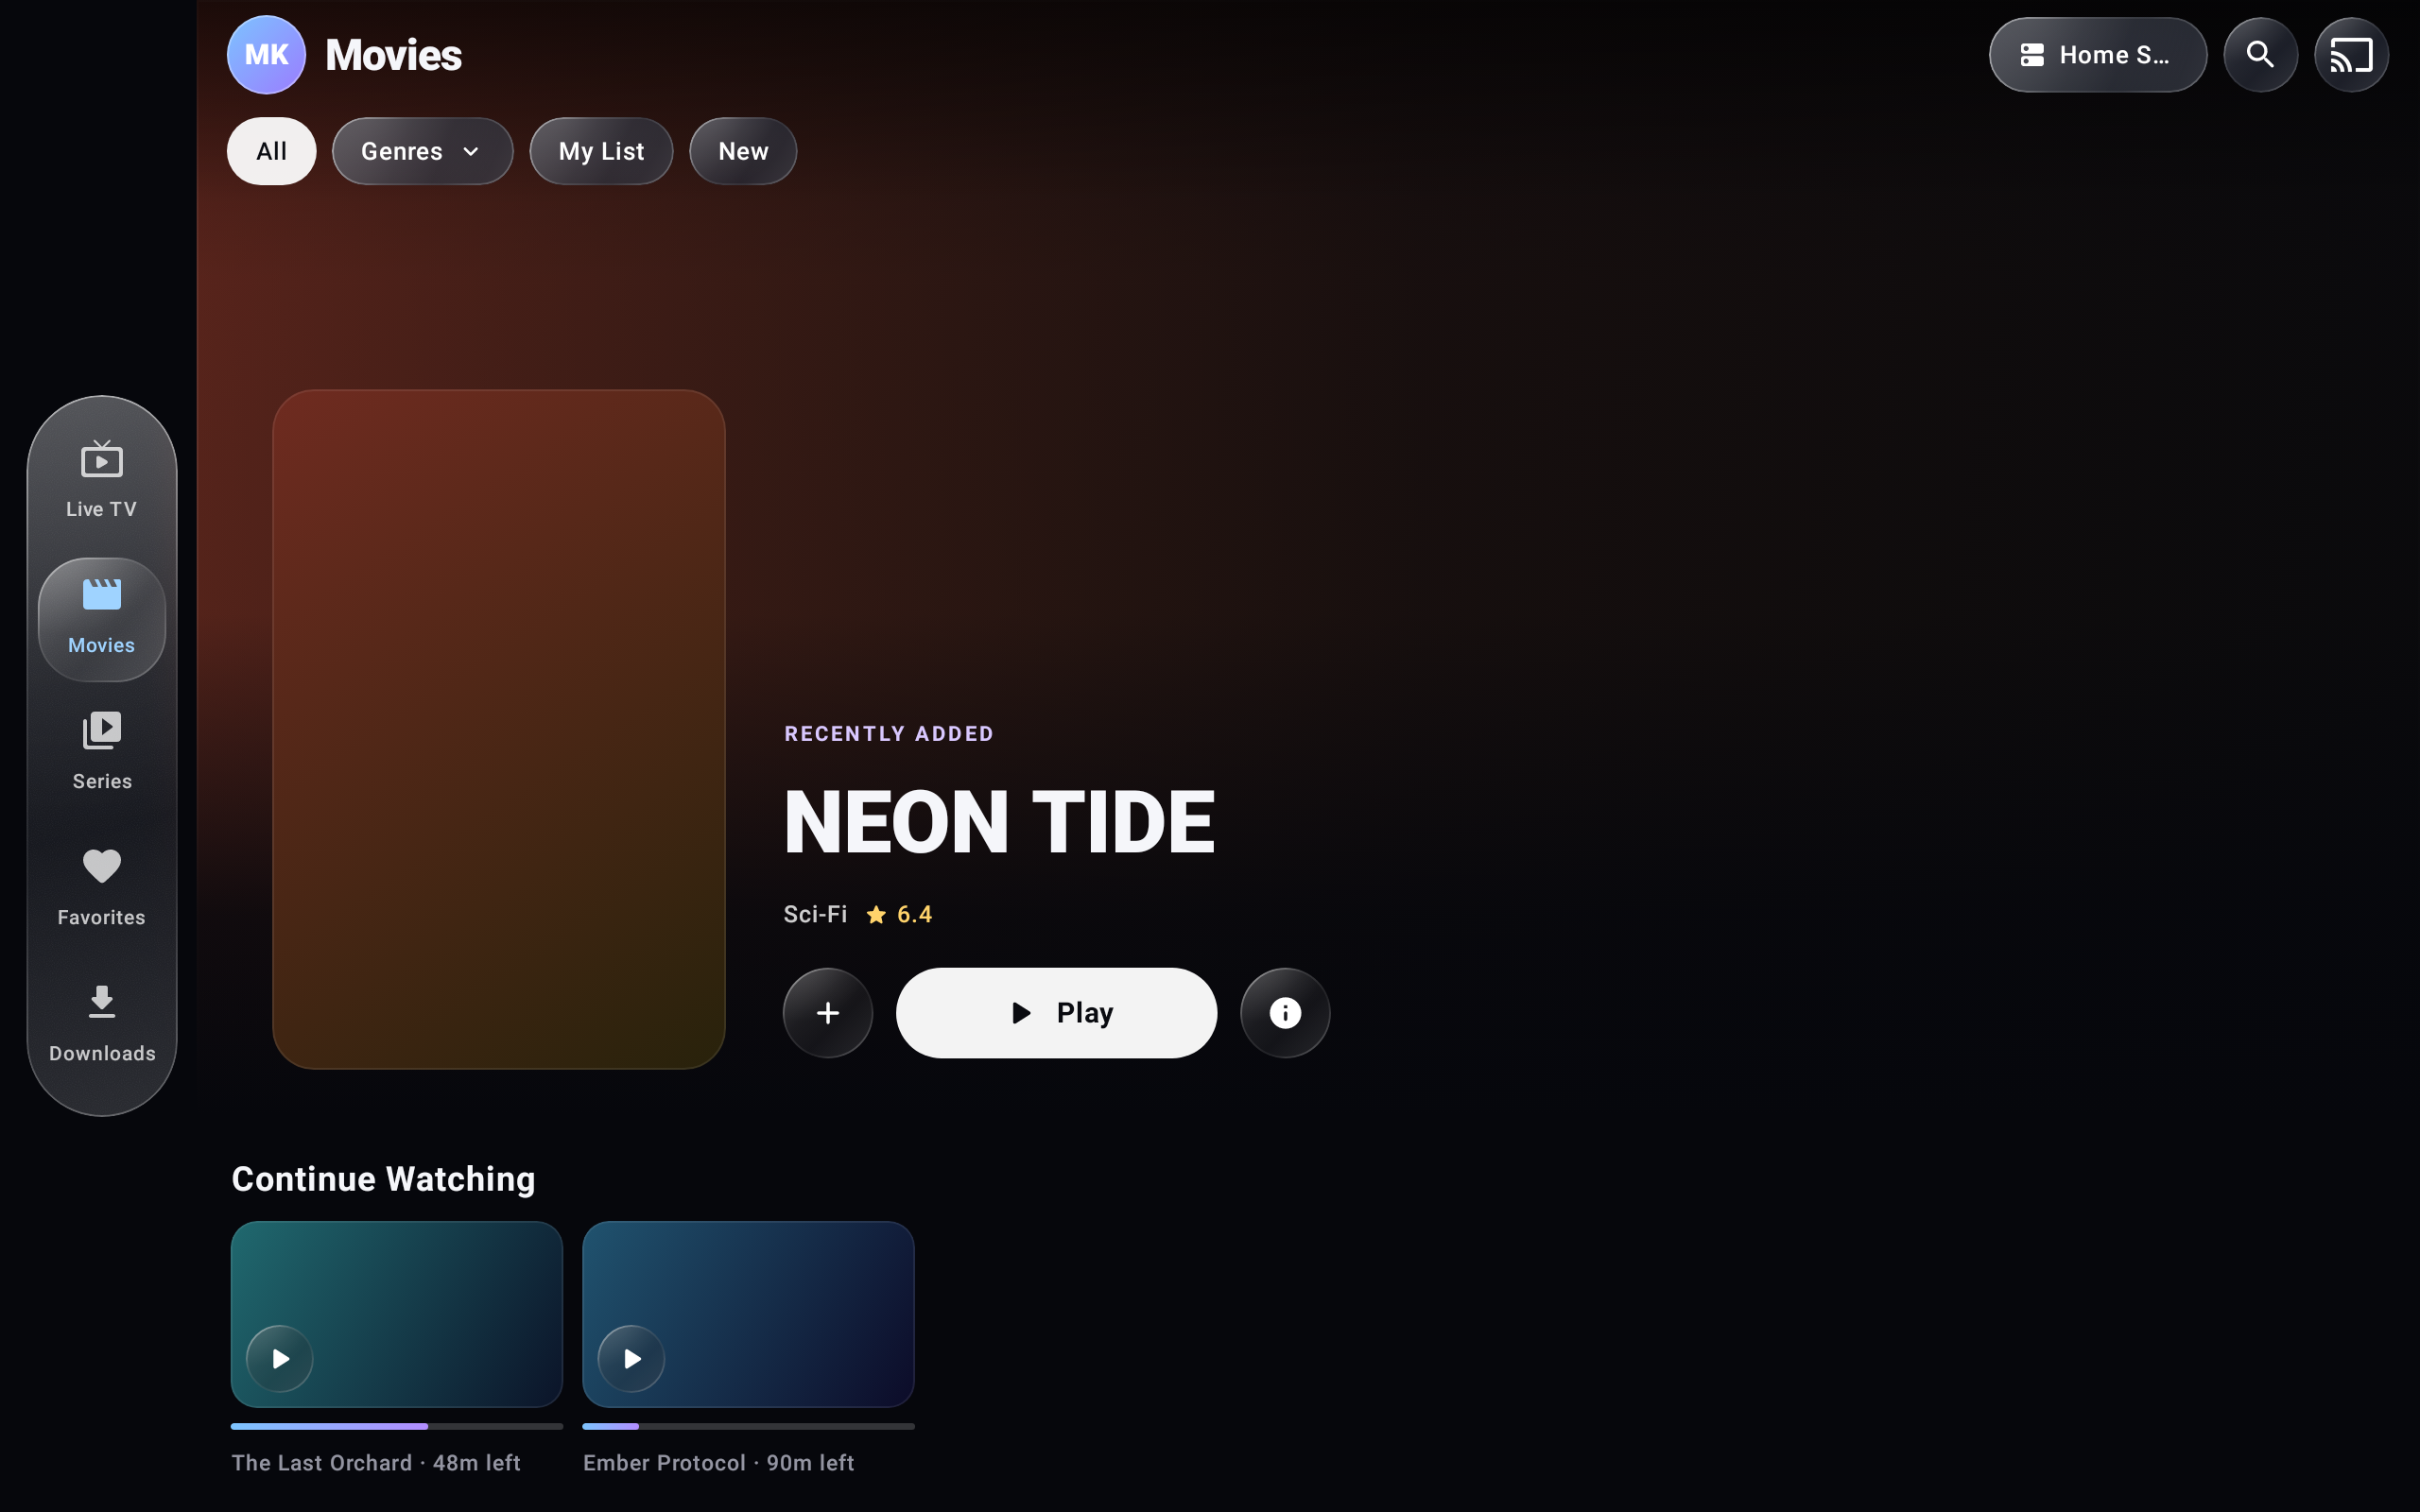 MK Movies Home S...
All Genres My List New
Live TV
Movies
Series
Favorites
Downloads
RECENTLY ADDED
NEON TIDE
Sci-Fi 6.4
Play
Continue Watching
The Last Orchard · 48m left
Ember Protocol · 90m left